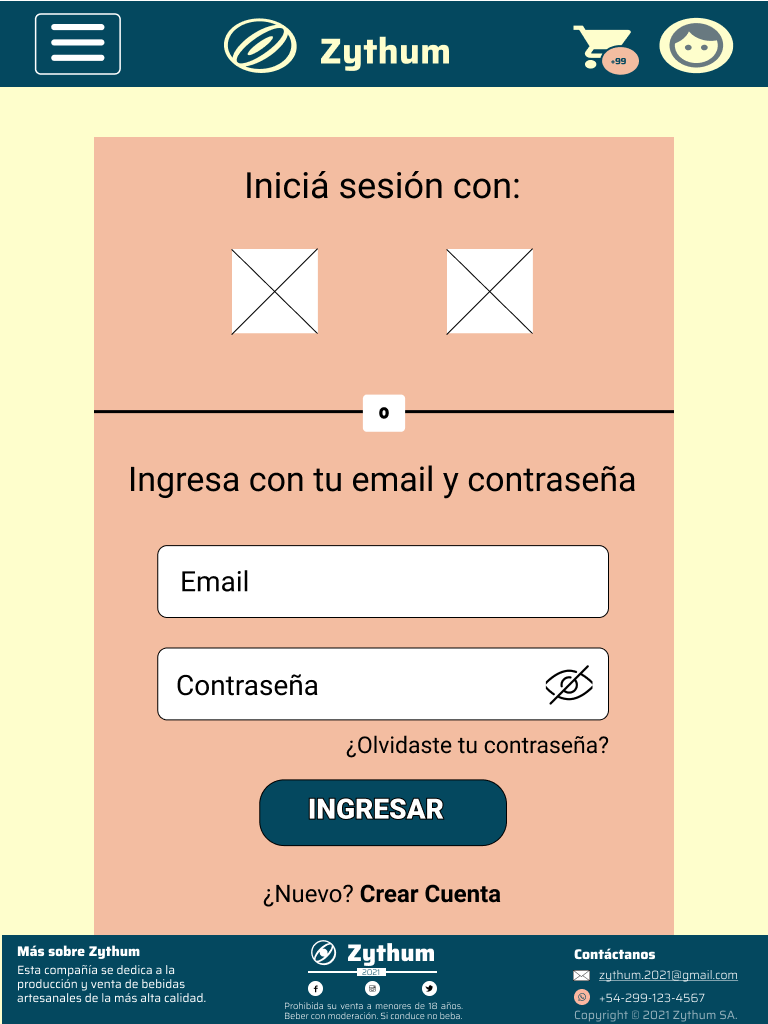 Zythum
+99
Iniciá sesión con:
o
Ingresa con tu email y contraseña
Email
Contraseña
¿Olvidaste tu contraseña?
INGRESAR
¿Nuevo? Crear Cuenta
Más sobre Zythum
Esta compañía se dedica a la
producción y venta de bebidas
artesanales de la más alta calidad.
Zythum
2021
Prohibida su venta a menores de 18 años.
Beber con moderación. Si conduce no beba.
Contáctanos
zythum.2021@gmail.com
+54-299-123-4567
Copyright © 2021 Zythum SA.